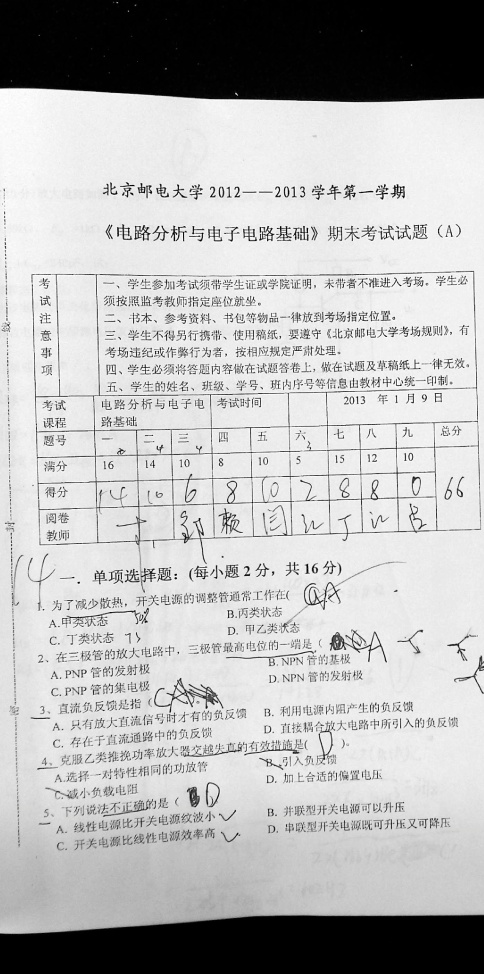 北京邮电大学 2012——2013 学年第一学期
《电路分析与电子电路基础》期末考试试题（A）
考试注意事项
一、学生参加考试须带学生证或学院证明，未带者不准进入考场。学生必
须按照监考教师指定座位就坐。
二、书本、参考资料、书包等物品一律放到考场指定位置。
三、学生不得另行携带、使用稿纸，要遵守《北京邮电大学考场规则》，有
考场违纪或作弊行为者，按相应规定严肃处理。
四、学生必须将答题内容做在试题答卷上，做在试题及草稿纸上一律无效。
五、学生的姓名、班级、学号、班内序号等信息由教材中心统一印制。
考试课程 电路分析与电子电路基础 考试时间 2013 年 1 月 9 日
题号 一 二 三 四 五 六 七 八 九 总分
4 4 3
满分 16 14 10 8 10 5 15 12 10
得分 14 10 6 8 10 2 8 8 0 66
阅卷教师
14
一．单项选择题：(每小题 2 分，共 16 分)
1. 为了减少散热，开关电源的调整管通常工作在( A
A.甲类状态 50% B.丙类状态
C. 丁类状态 D. 甲乙类状态
2、在三极管的放大电路中，三极管最高电位的一端是（ A
A. PNP 管的发射极 B. NPN 管的基极
C. PNP 管的集电极 D. NPN 管的发射极
3、直流负反馈是指（ C
A. 只有放大直流信号时才有的负反馈 B. 利用电源内阻产生的负反馈
C. 存在于直流通路中的负反馈 D. 直接耦合放大电路中所引入的负反馈
4、克服乙类推挽功率放大器交越失真的有效措施是( D )。
A.选择一对特性相同的功放管 B.引入负反馈
C.减小负载电阻 D. 加上合适的偏置电压
5、下列说法不正确的是（ D
A. 线性电源比开关电源纹波小 B. 并联型开关电源可以升压
C. 开关电源比线性电源效率高 D. 串联型开关电源既可升压又可降压